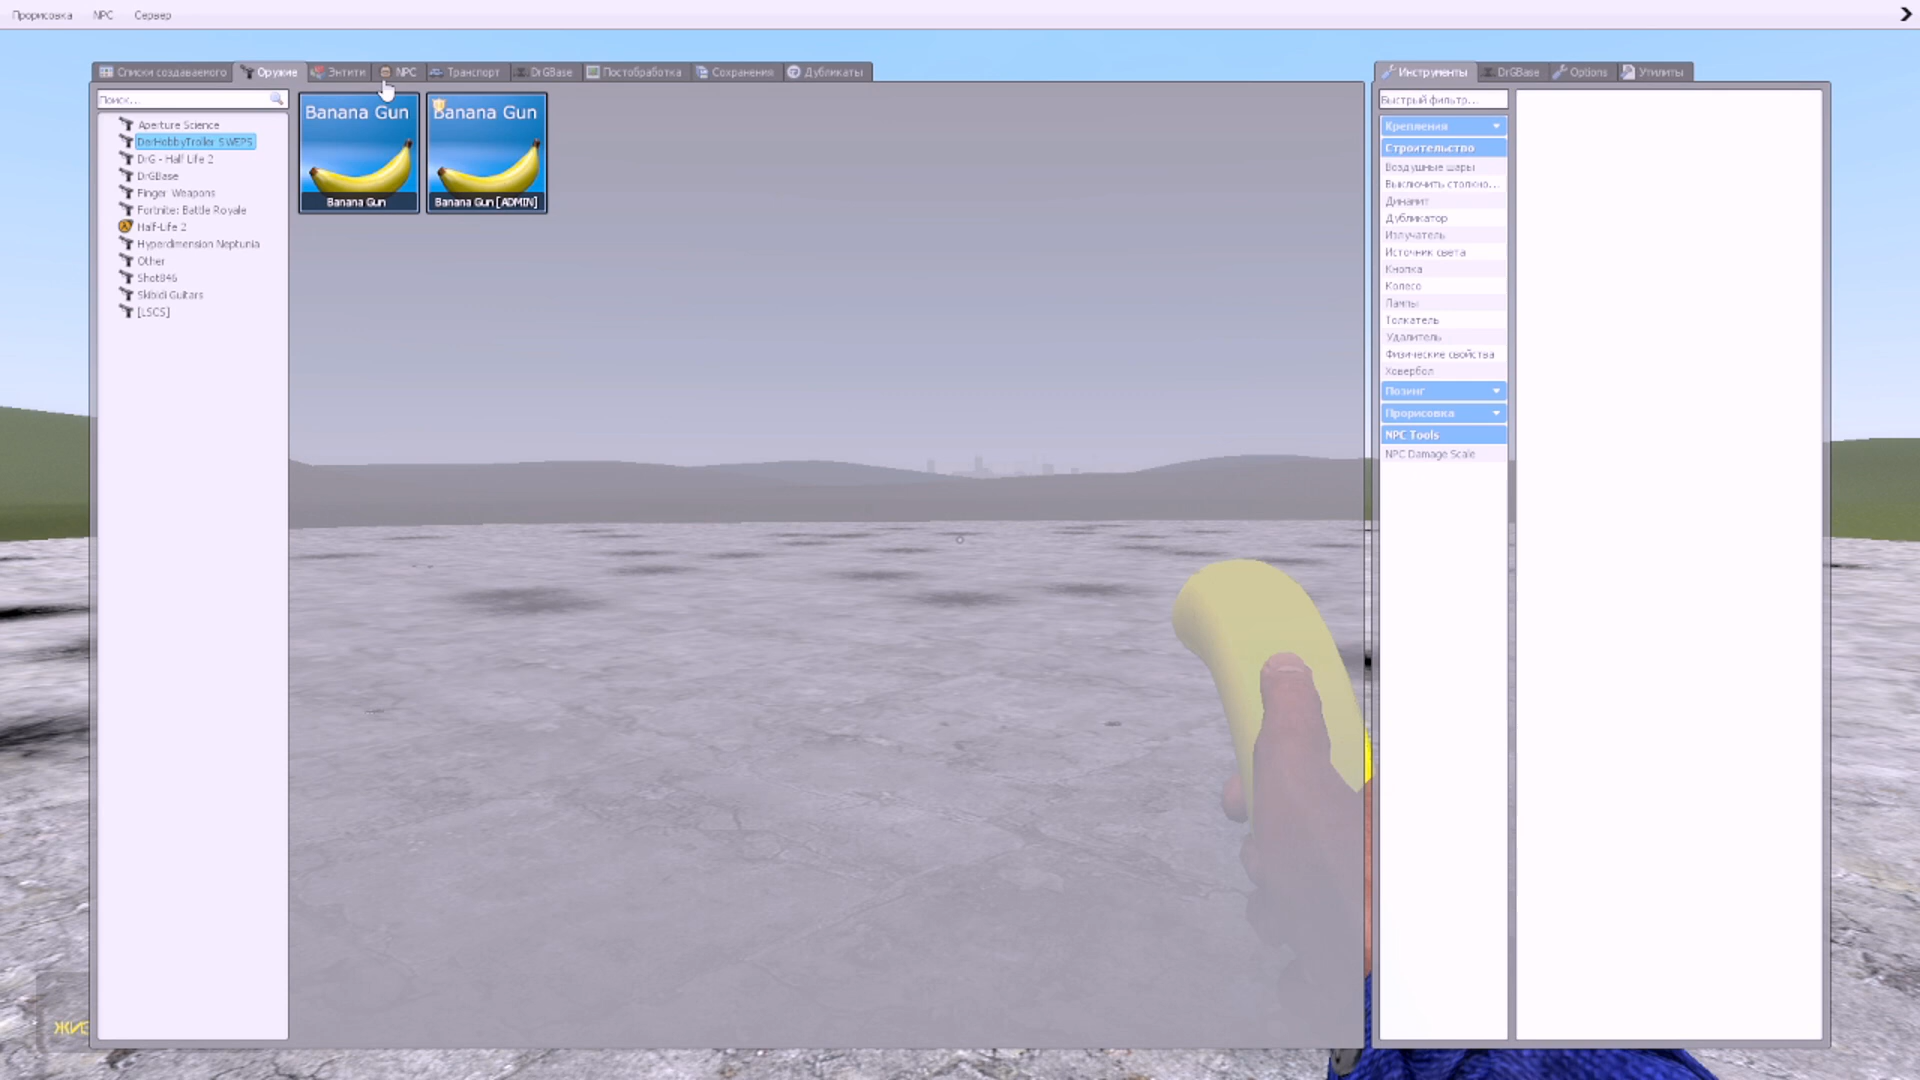 Прорисовка NPC Сервер
Списки создаваемого Оружие Энтити NPC Транспорт DrGBase Постобработка Сохранения Дубликаты
Инструменты DrGBase Options Утилиты
Поиск...
Aperture Science
DerHobbyTroller SWEPS
DrG - Half Life 2
DrGBase
Finger Weapons
Fortnite: Battle Royale
Half-Life 2
Hyperdimension Neptunia
Other
Shot846
Skibidi Guitars
[LSCS]
Banana Gun
Banana Gun
Banana Gun
Banana Gun [ADMIN]
Быстрый фильтр...
Крепления
Строительство
Воздушные шары
Выключить столкно...
Динамит
Дубликатор
Излучатель
Источник света
Кнопка
Колесо
Лампы
Толкатель
Удалитель
Физические свойства
Ховербол
Позинг
Прорисовка
NPC Tools
NPC Damage Scale